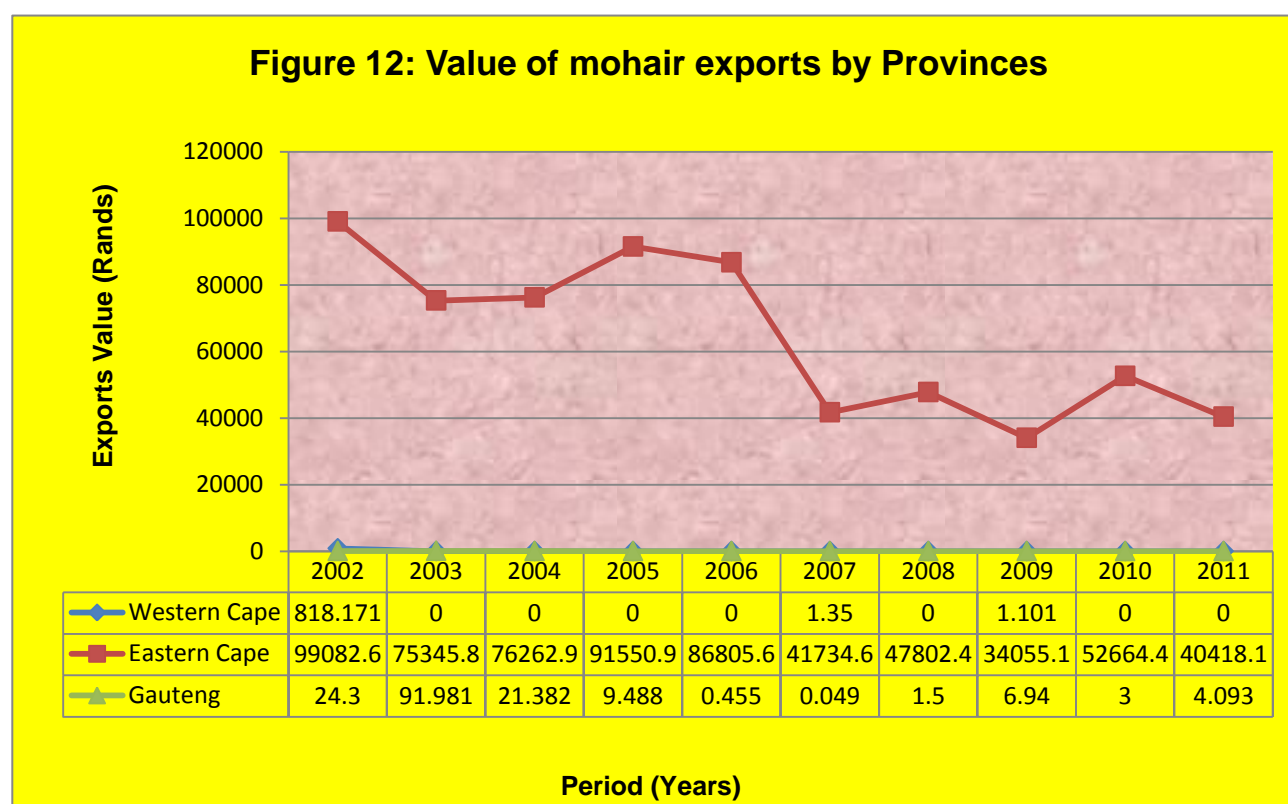 Figure 12: Value of mohair exports by Provinces
Exports Value (Rands)
120000
100000
80000
60000
40000
20000
0
2002 2003 2004 2005 2006 2007 2008 2009 2010 2011
Western Cape 818.171 0 0 0 0 1.35 0 1.101 0 0
Eastern Cape 99082.6 75345.8 76262.9 91550.9 86805.6 41734.6 47802.4 34055.1 52664.4 40418.1
Gauteng 24.3 91.981 21.382 9.488 0.455 0.049 1.5 6.94 3 4.093
Period (Years)